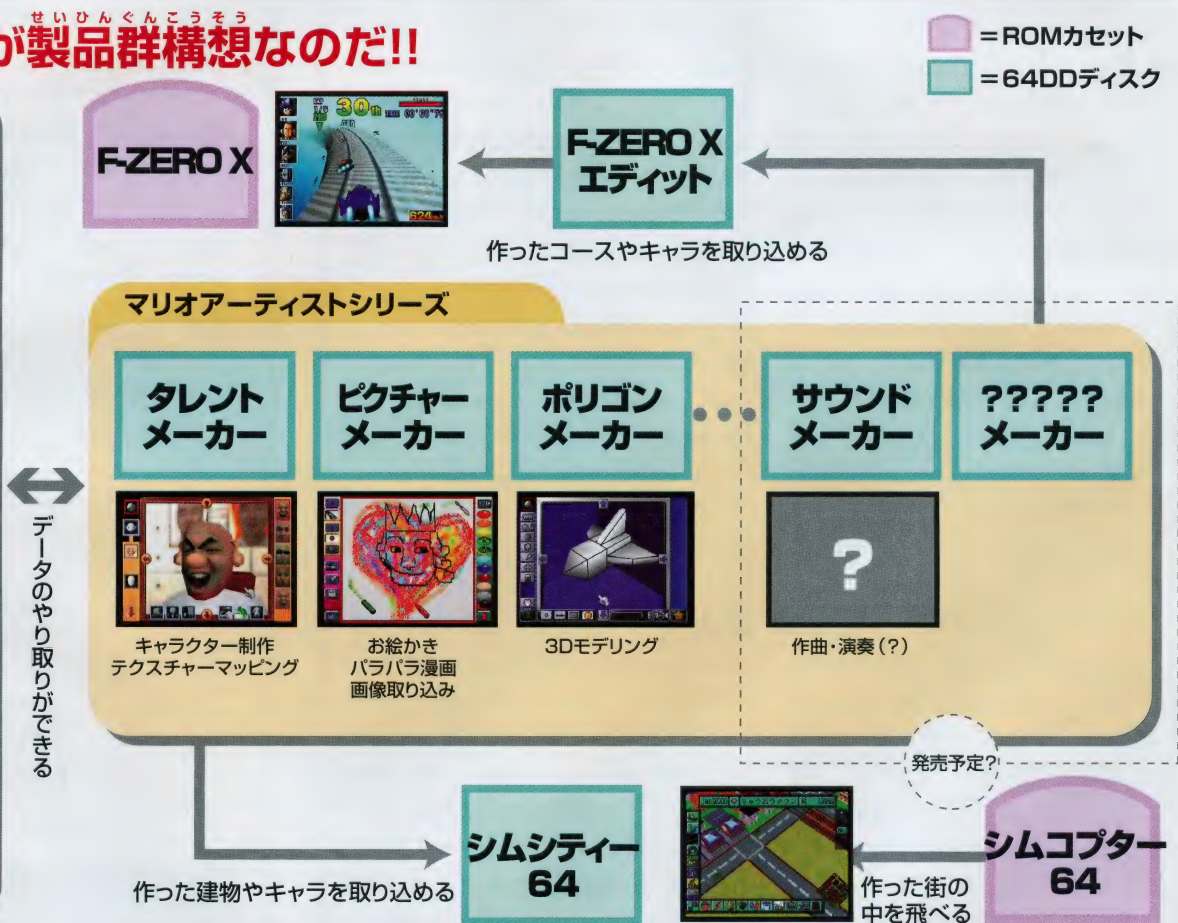 せいひんぐんこうそう
が製品群構想なのだ!!
=ROMカセット
=64DDディスク
F-ZERO X
F-ZERO X
エディット
作ったコースやキャラを取り込める
マリオアーティストシリーズ
タレント
メーカー
ピクチャー
メーカー
ポリゴン
メーカー
サウンド
メーカー
?????
メーカー
?
キャラクター制作
テクスチャーマッピング
お絵かき
パラパラ漫画
画像取り込み
3Dモデリング
作曲・演奏(?)
データのやり取りができる
発売予定?
シムシティー
64
シムコプター
64
作った建物やキャラを取り込める
作った街の
中を飛べる
30th